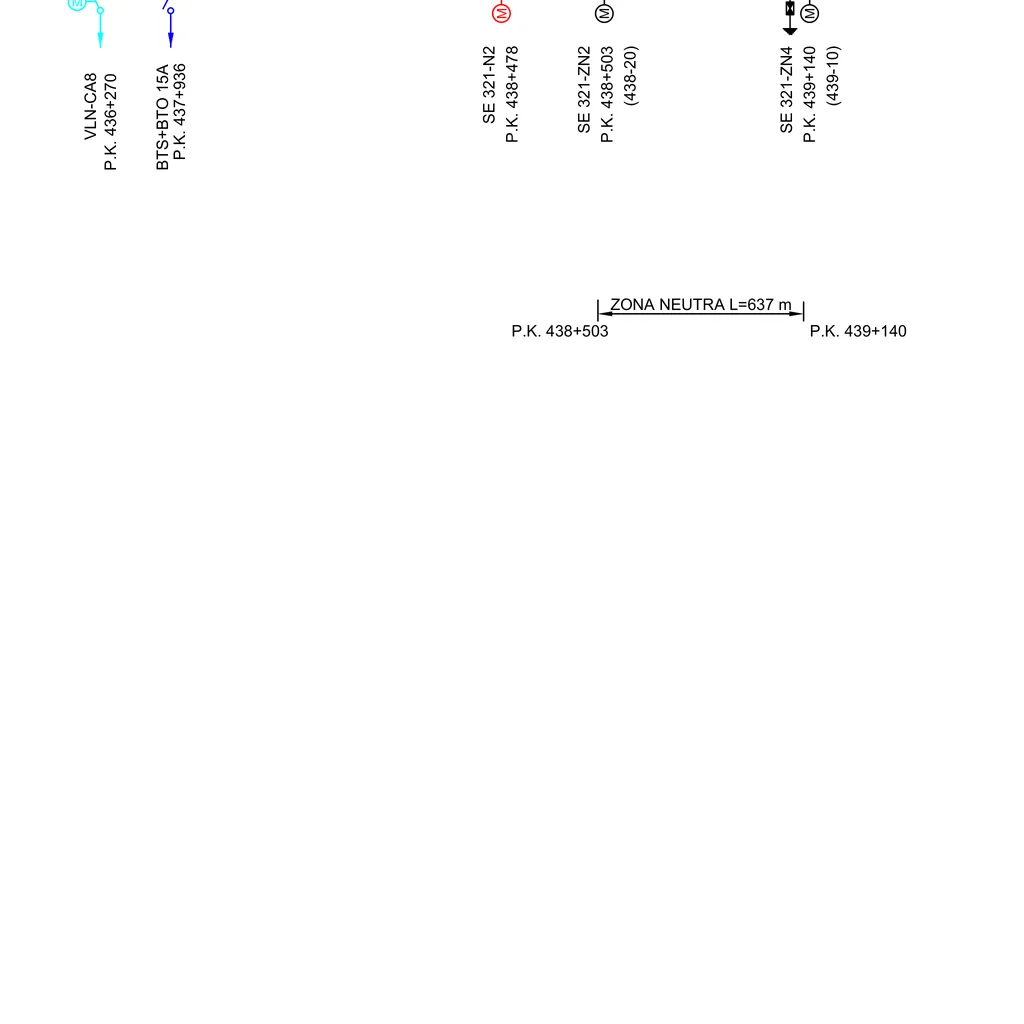 M
VLN-CA8
P.K. 436+270
BTS+BTO 15A
P.K. 437+936
M
SE 321-N2
P.K. 438+478
M
SE 321-ZN2
P.K. 438+503
(438-20)
M
SE 321-ZN4
P.K. 439+140
(439-10)
ZONA NEUTRA L=637 m
P.K. 438+503
P.K. 439+140